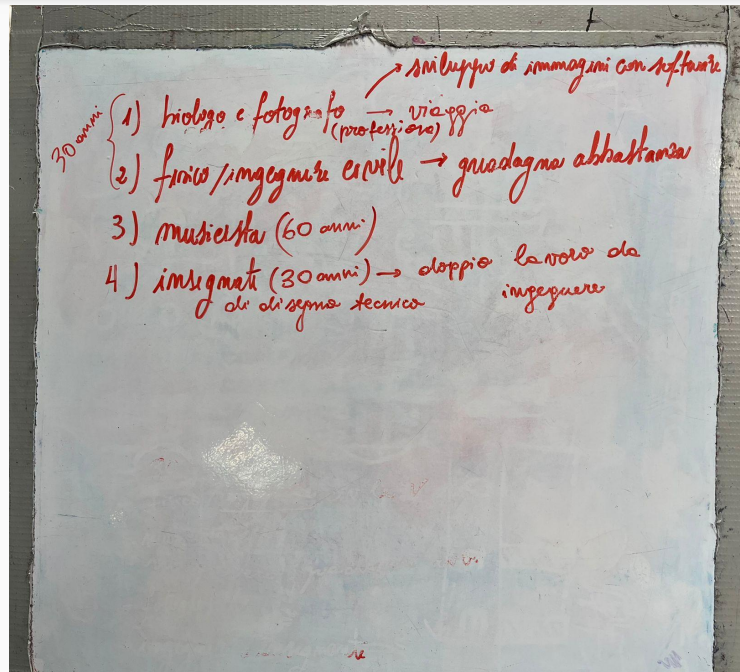 sviluppo di immagini con software
30 anni
1) biologo e fotografo → viaggia
(professione)
2) fisico/ingegnere civile → guadagna abbastanza
3) musicista (60 anni)
4) insegnate (30 anni) → doppio lavoro da
di disegno tecnico ingegnere